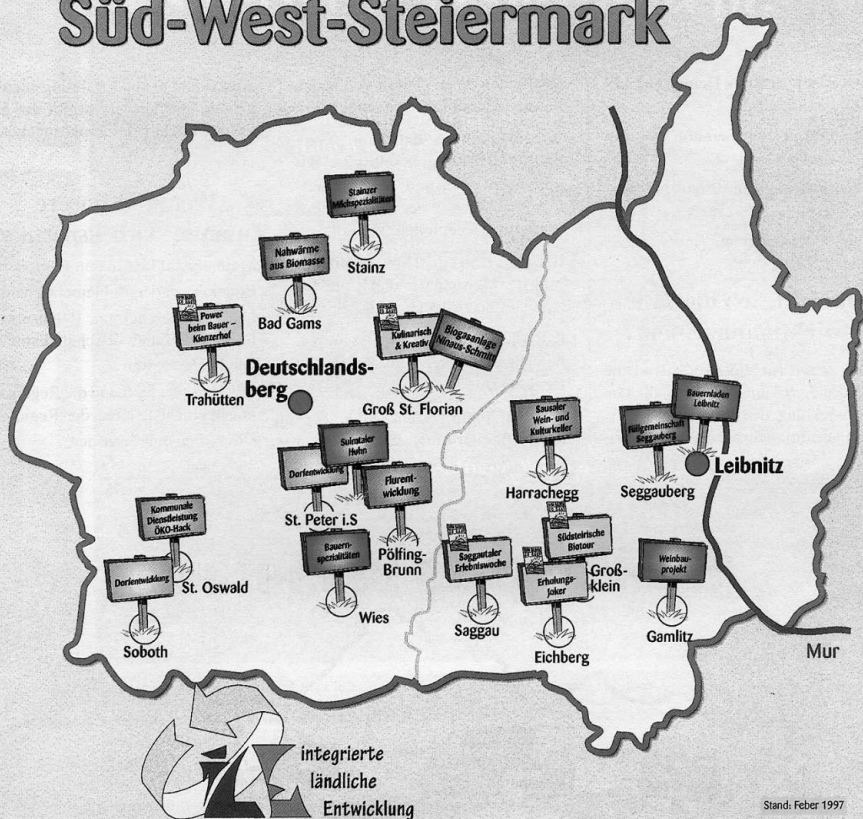 Süd-West-Steiermark
Stainzer
Milchspezialitäten
Stainz
Nahwärme
aus Biomasse
Bad Gams
Power
beim Bauer –
Kienzerhof
Trahütten
Kulinarisch
& Kreativ
Biogasanlage
Ninaus-Schmitt
Groß St. Florian
Deutschlands-
berg
Bauernladen
Leibnitz
Füllgemeinschaft
Seggauberg
Leibnitz
Seggauberg
Sausaler
Wein- und
Kulturkeller
Harrachegg
Sulmtaler
Huhn
Dorfentwicklung
St. Peter i.S
Flurent-
wicklung
Pölfing-
Brunn
Kommunale
Dienstleistung
ÖKO-Hack
St. Oswald
Dorfentwicklung
Soboth
Bauern-
spezialitäten
Wies
Saggautaler
Erlebniswoche
Saggau
Südsteirische
Biotour
Groß-
klein
Erholungs-
Joker
Eichberg
Weinbau-
projekt
Gamlitz
Mur
integrierte
ländliche
Entwicklung
Stand: Feber 1997